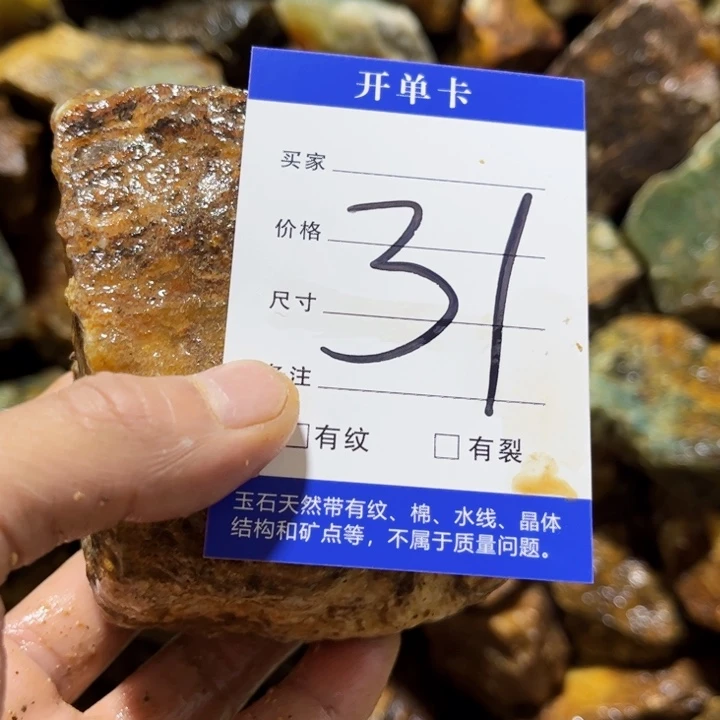 开单卡
买家
价格
尺寸
备注
31
有纹 有裂
玉石天然带有纹、棉、水线、晶体
结构和矿点等，不属于质量问题。